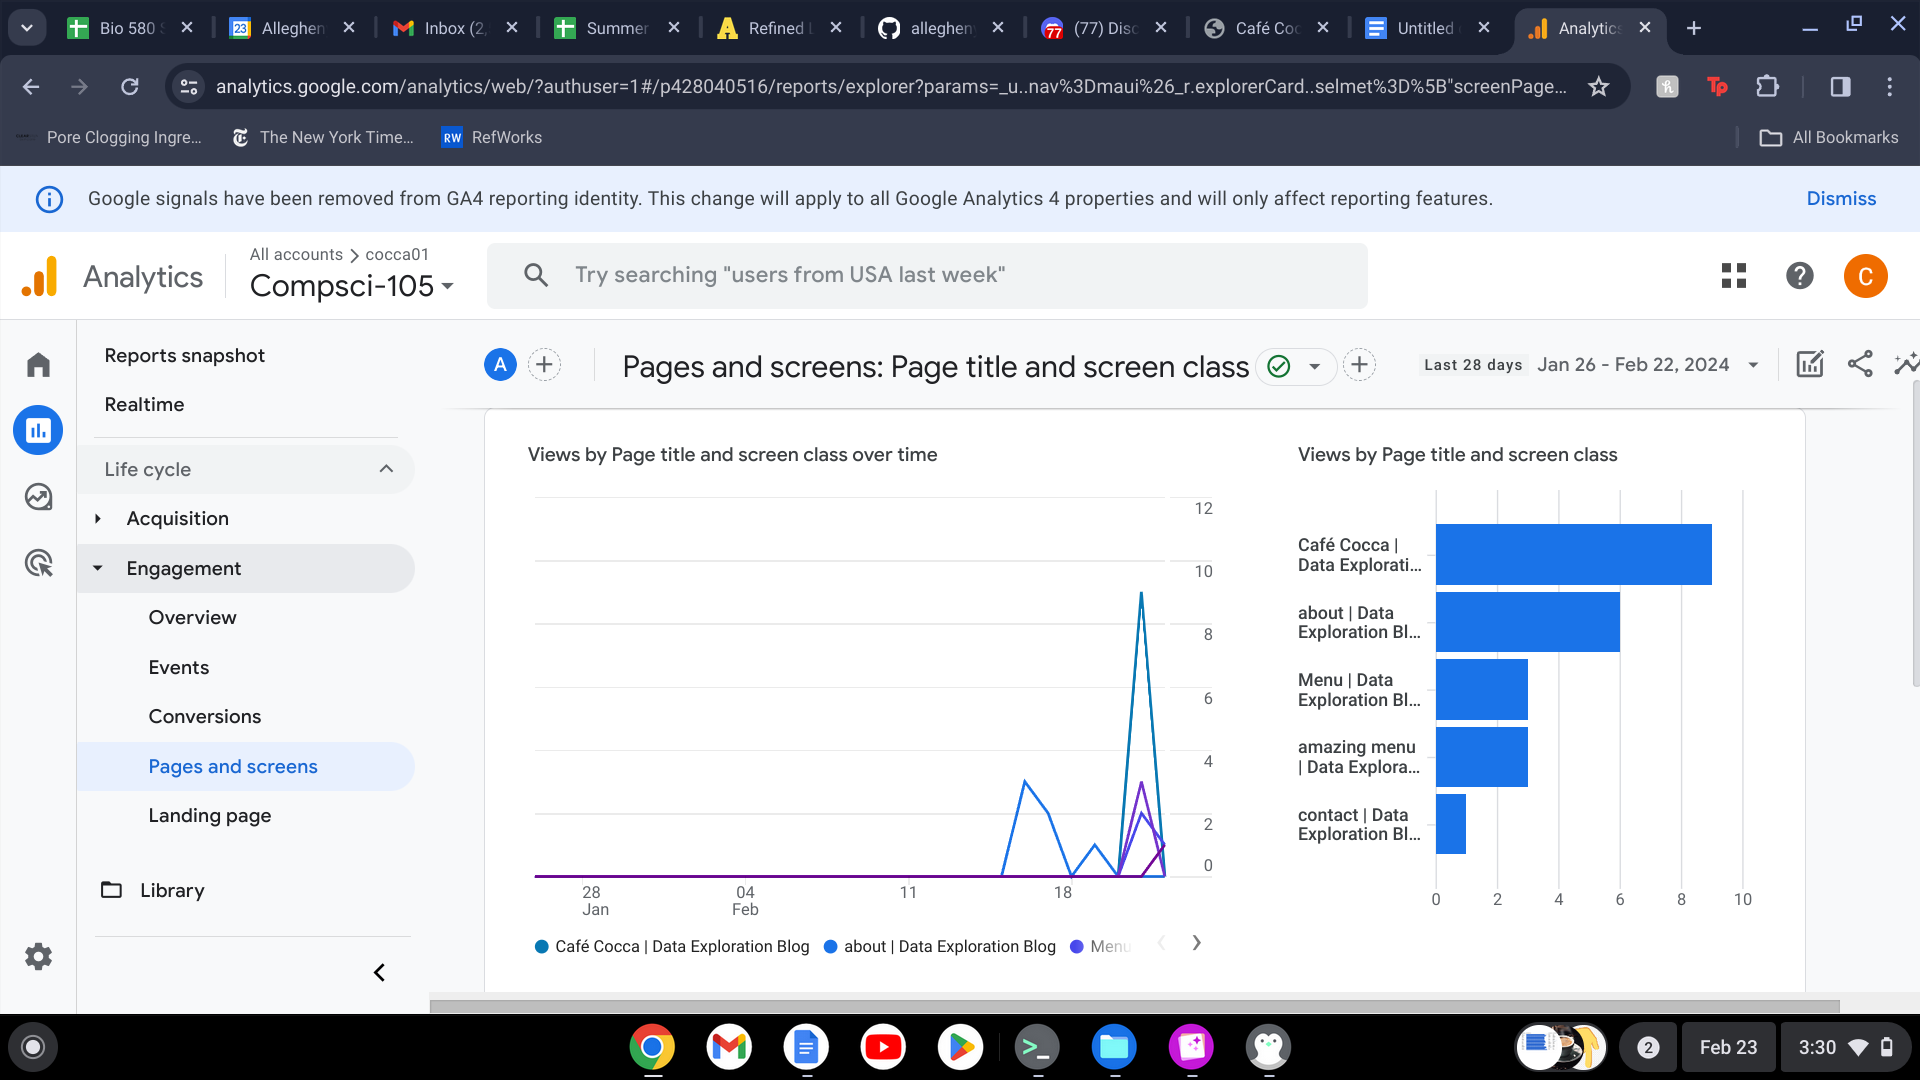 Bio 580
23
Allegheny
Inbox (2,
Summer
Refined
allegheny
77
(77) Disc
Café Coc
Untitled
Analytics
analytics.google.com/analytics/web/?authuser=1#/p428040516/reports/explorer?params=_u..nav%3Dmaui%26_r.explorerCard..selmet%3D%5B"screenPage...
Tp
Pore Clogging Ingre...
The New York Time...
RW
RefWorks
All Bookmarks
Google signals have been removed from GA4 reporting identity. This change will apply to all Google Analytics 4 properties and will only affect reporting features.
Dismiss
Analytics
All accounts > cocca01
Compsci-105
Try searching "users from USA last week"
C
Reports snapshot
Realtime
Life cycle
Acquisition
Engagement
Overview
Events
Conversions
Pages and screens
Landing page
Library
A
Pages and screens: Page title and screen class
Last 28 days
Jan 26 - Feb 22, 2024
Views by Page title and screen class over time
12
10
8
6
4
2
0
28
Jan
04
Feb
11
18
Café Cocca | Data Exploration Blog
about | Data Exploration Blog
Menu
Views by Page title and screen class
Café Cocca |
Data Explorati...
about | Data
Exploration Bl...
Menu | Data
Exploration Bl...
amazing menu
| Data Explora...
contact | Data
Exploration Bl...
0
2
4
6
8
10
2
Feb 23
3:30